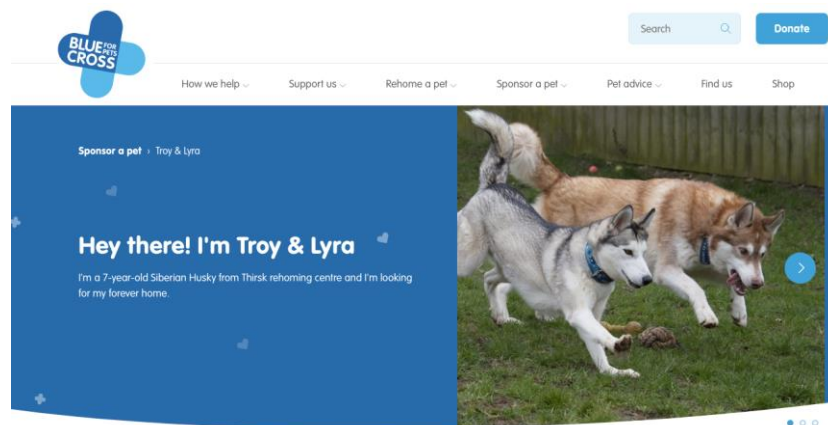 BLUE FOR
PETS
CROSS
Search
Donate
How we help
Support us
Rehome a pet
Sponsor a pet
Pet advice
Find us
Shop
Sponsor a pet › Troy & Lyra
Hey there! I'm Troy & Lyra
I'm a 7-year-old Siberian Husky from Thirsk rehoming centre and I'm looking
for my forever home.